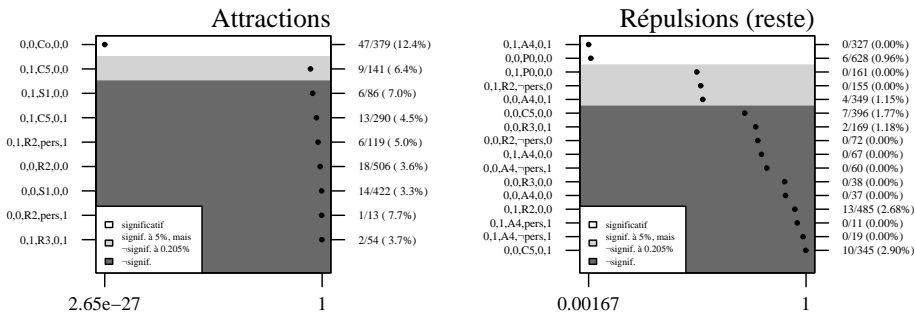 Attractions
0,0,Co,0,0 47/379 (12.4%)
0,1,C5,0,0 9/141 ( 6.4%)
0,1,S1,0,0 6/86 ( 7.0%)
0,1,C5,0,1 13/290 ( 4.5%)
0,1,R2,pers,1 6/119 ( 5.0%)
0,0,R2,0,0 18/506 ( 3.6%)
0,0,S1,0,0 14/422 ( 3.3%)
0,0,R2,pers,1 1/13 ( 7.7%)
0,1,R3,0,1 2/54 ( 3.7%)
significatif
signif. à 5%, mais
¬signif. à 0.205%
¬signif.
2.65e−27 1
Répulsions (reste)
0,1,A4,0,1 0/327 (0.00%)
0,0,P0,0,0 6/628 (0.96%)
0,1,P0,0,0 0/161 (0.00%)
0,1,R2,¬pers,0 0/155 (0.00%)
0,0,A4,0,1 4/349 (1.15%)
0,0,C5,0,0 7/396 (1.77%)
0,0,R3,0,1 2/169 (1.18%)
0,0,R2,¬pers,0 0/72 (0.00%)
0,1,A4,0,0 0/67 (0.00%)
0,0,A4,¬pers,1 0/60 (0.00%)
0,0,R3,0,0 0/38 (0.00%)
0,0,A4,0,0 0/37 (0.00%)
0,1,R2,0,0 13/485 (2.68%)
0,1,A4,pers,1 0/11 (0.00%)
0,1,A4,¬pers,1 0/19 (0.00%)
0,0,C5,0,1 10/345 (2.90%)
significatif
signif. à 5%, mais
¬signif. à 0.205%
¬signif.
0.00167 1